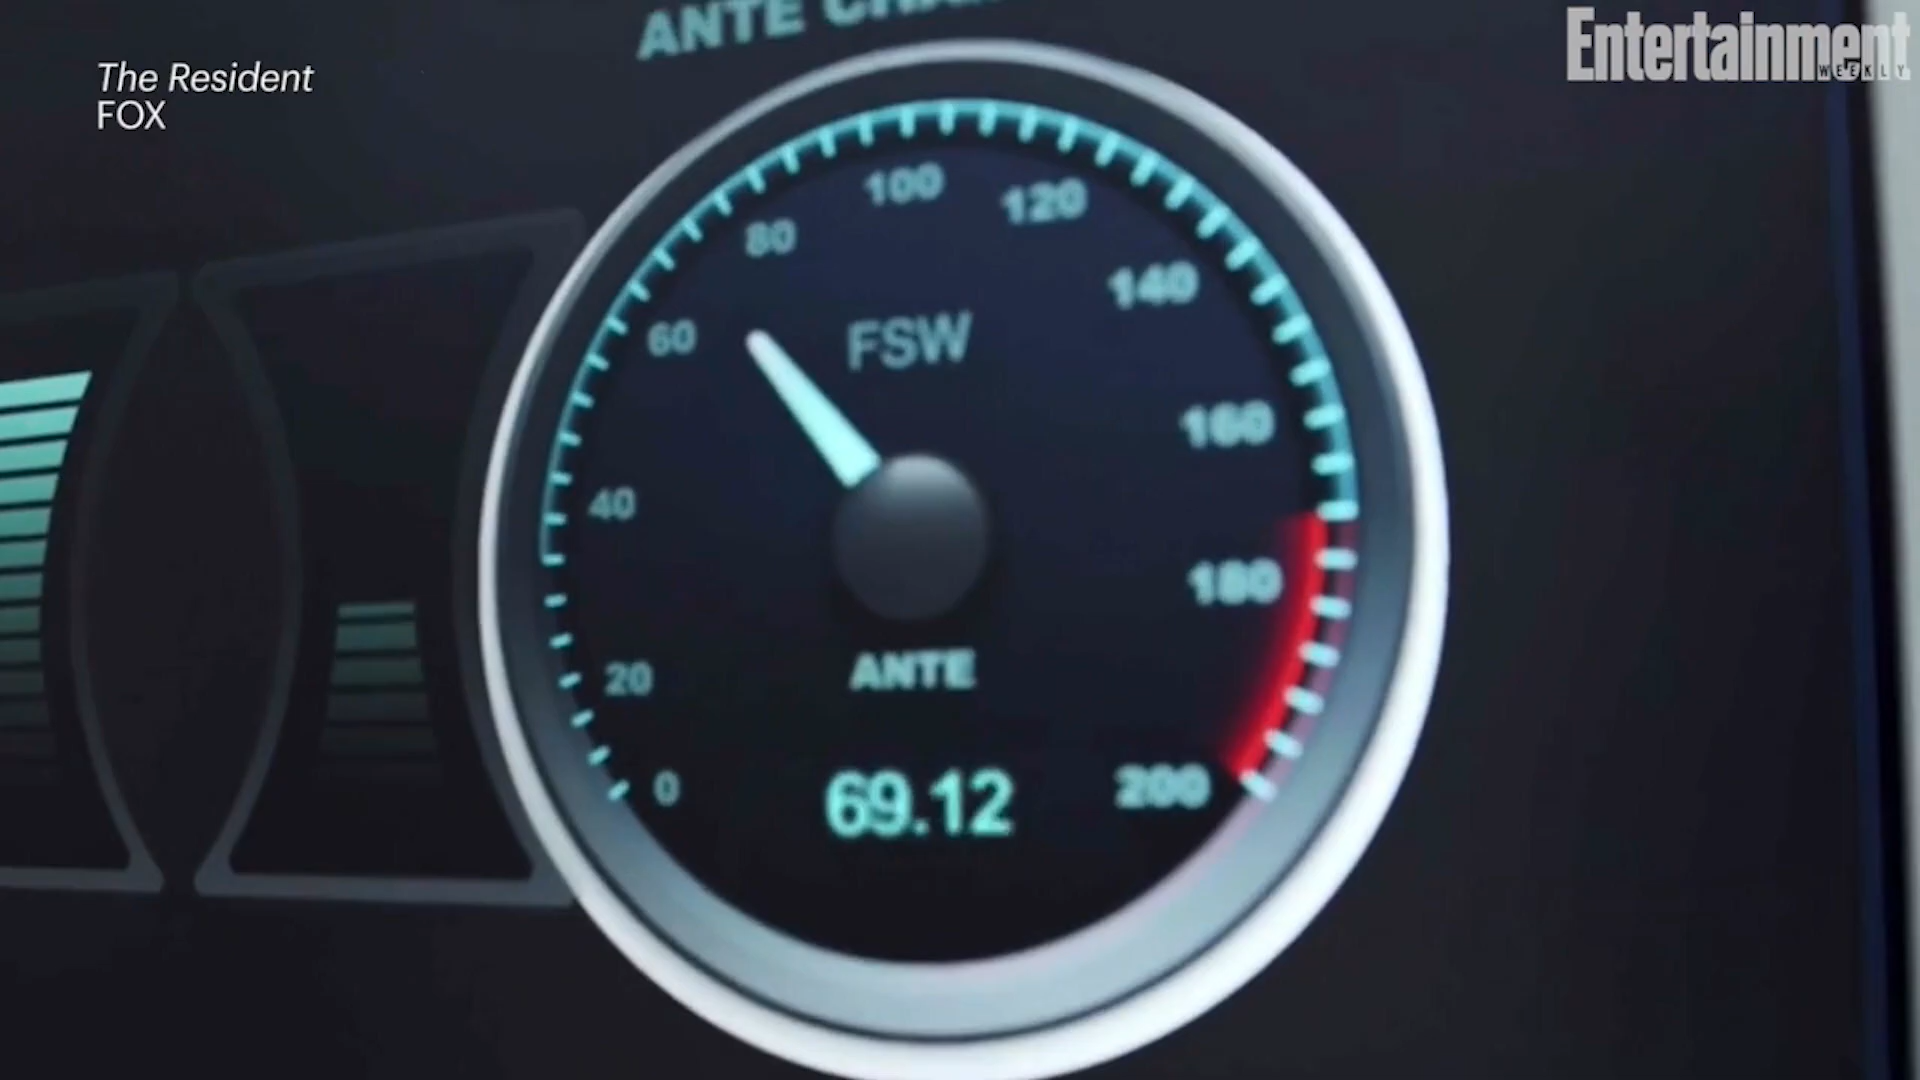 The Resident
FOX
Entertainment
WEEKLY
ANTE
100
120
80
140
60
FSW
160
40
180
20
ANTE
0
69.12
200